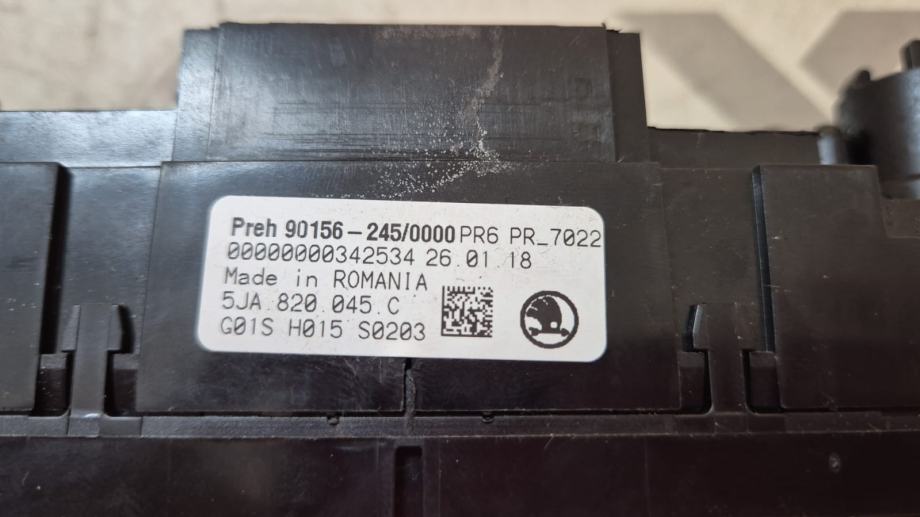 Preh 90156-245/0000 PR6 PR_7022
00000000342534 26.01.18
Made in ROMANIA
5JA.820.045.C
G01S H015 S0203